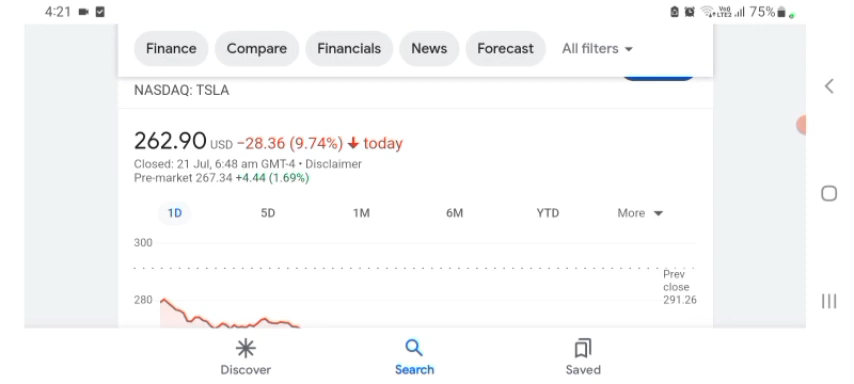 4:21 75%
Finance Compare Financials News Forecast All filters
NASDAQ: TSLA
262.90 USD −28.36 (9.74%) today
Closed: 21 Jul, 6:48 am GMT-4 • Disclaimer
Pre-market 267.34 +4.44 (1.69%)
1D 5D 1M 6M YTD More
300
Prev
close
280 291.26
Discover Search Saved